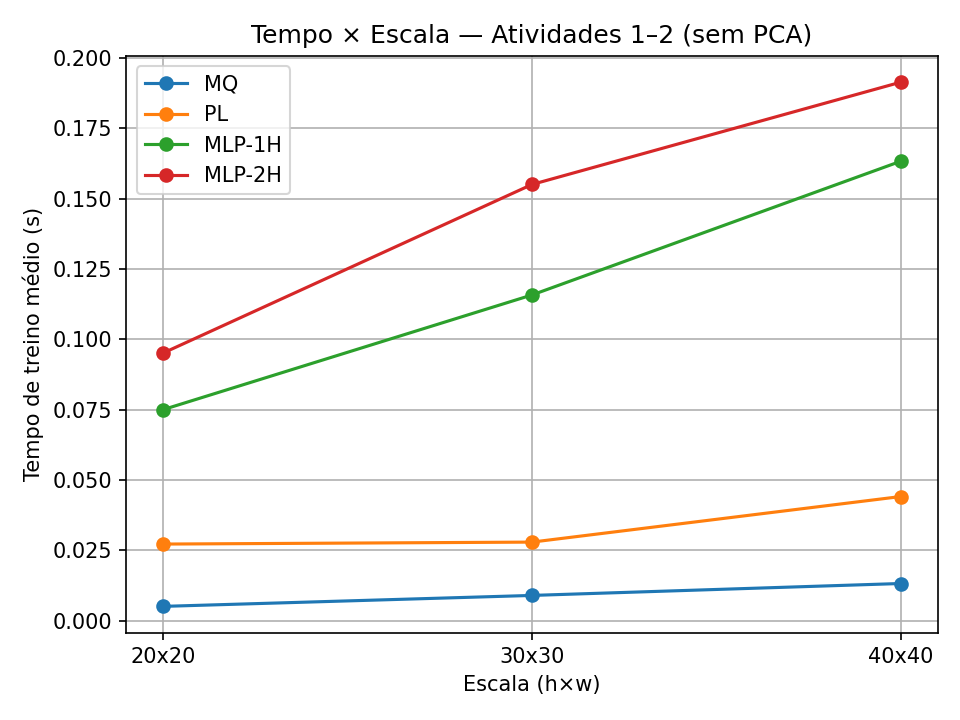 Tempo × Escala — Atividades 1–2 (sem PCA)
MQ
PL
MLP-1H
MLP-2H
Tempo de treino médio (s)
0.200
0.175
0.150
0.125
0.100
0.075
0.050
0.025
0.000
20x20
30x30
40x40
Escala (h×w)